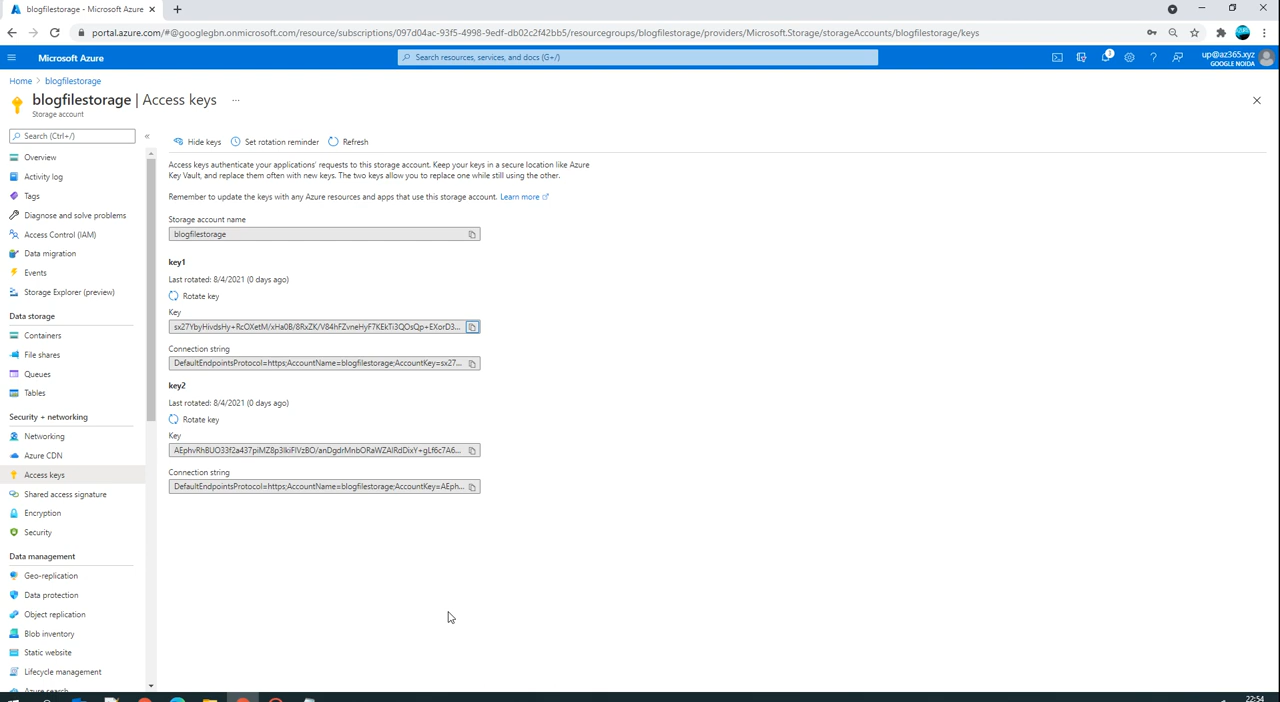 blogfilestorage - Microsoft Azure
portal.azure.com/#@googlegbn.onmicrosoft.com/resource/subscriptions/097d04ac-93f5-4998-9edf-db02c2f42bb5/resourcegroups/blogfilestorage/providers/Microsoft.Storage/storageAccounts/blogfilestorage/keys
Microsoft Azure
Search resources, services, and docs (G+/)
up@az365.xyz
GOOGLE NOIDA
Home > blogfilestorage
blogfilestorage | Access keys ...
Storage account
Search (Ctrl+/)
Overview
Activity log
Tags
Diagnose and solve problems
Access Control (IAM)
Data migration
Events
Storage Explorer (preview)
Data storage
Containers
File shares
Queues
Tables
Security + networking
Networking
Azure CDN
Access keys
Shared access signature
Encryption
Security
Data management
Geo-replication
Data protection
Object replication
Blob inventory
Static website
Lifecycle management
Azure search
Hide keys Set rotation reminder Refresh
Access keys authenticate your applications' requests to this storage account. Keep your keys in a secure location like Azure
Key Vault, and replace them often with new keys. The two keys allow you to replace one while still using the other.
Remember to update the keys with any Azure resources and apps that use this storage account. Learn more
Storage account name
blogfilestorage
key1
Last rotated: 8/4/2021 (0 days ago)
Rotate key
Key
Connection string
DefaultEndpointsProtocol=https;AccountName=blogfilestorage;AccountKey=sx27...
key2
Last rotated: 8/4/2021 (0 days ago)
Rotate key
Key
Connection string
DefaultEndpointsProtocol=https;AccountName=blogfilestorage;AccountKey=AEph...
22:54